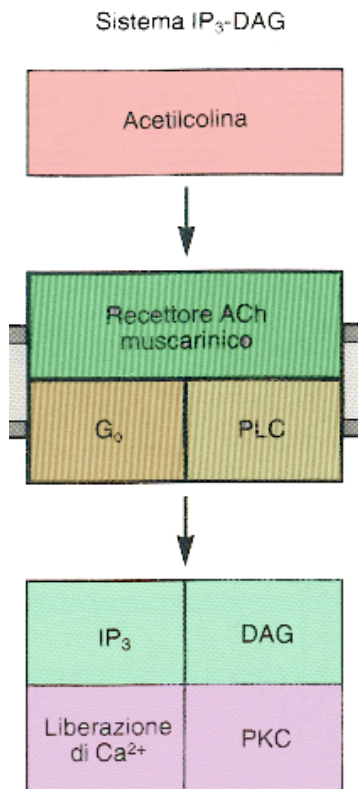 Sistema IP₃-DAG
Acetilcolina
Recettore ACh
muscarinico
Gₒ
PLC
IP₃
DAG
Liberazione
di Ca²⁺
PKC